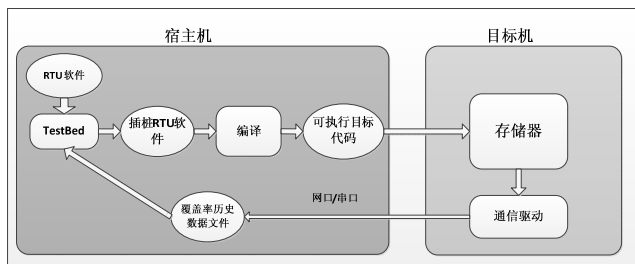 宿主机
目标机
RTU软件
TestBed
插桩RTU软
件
编译
可执行目标
代码
存储器
网口/串口
覆盖率历史
数据文件
通信驱动